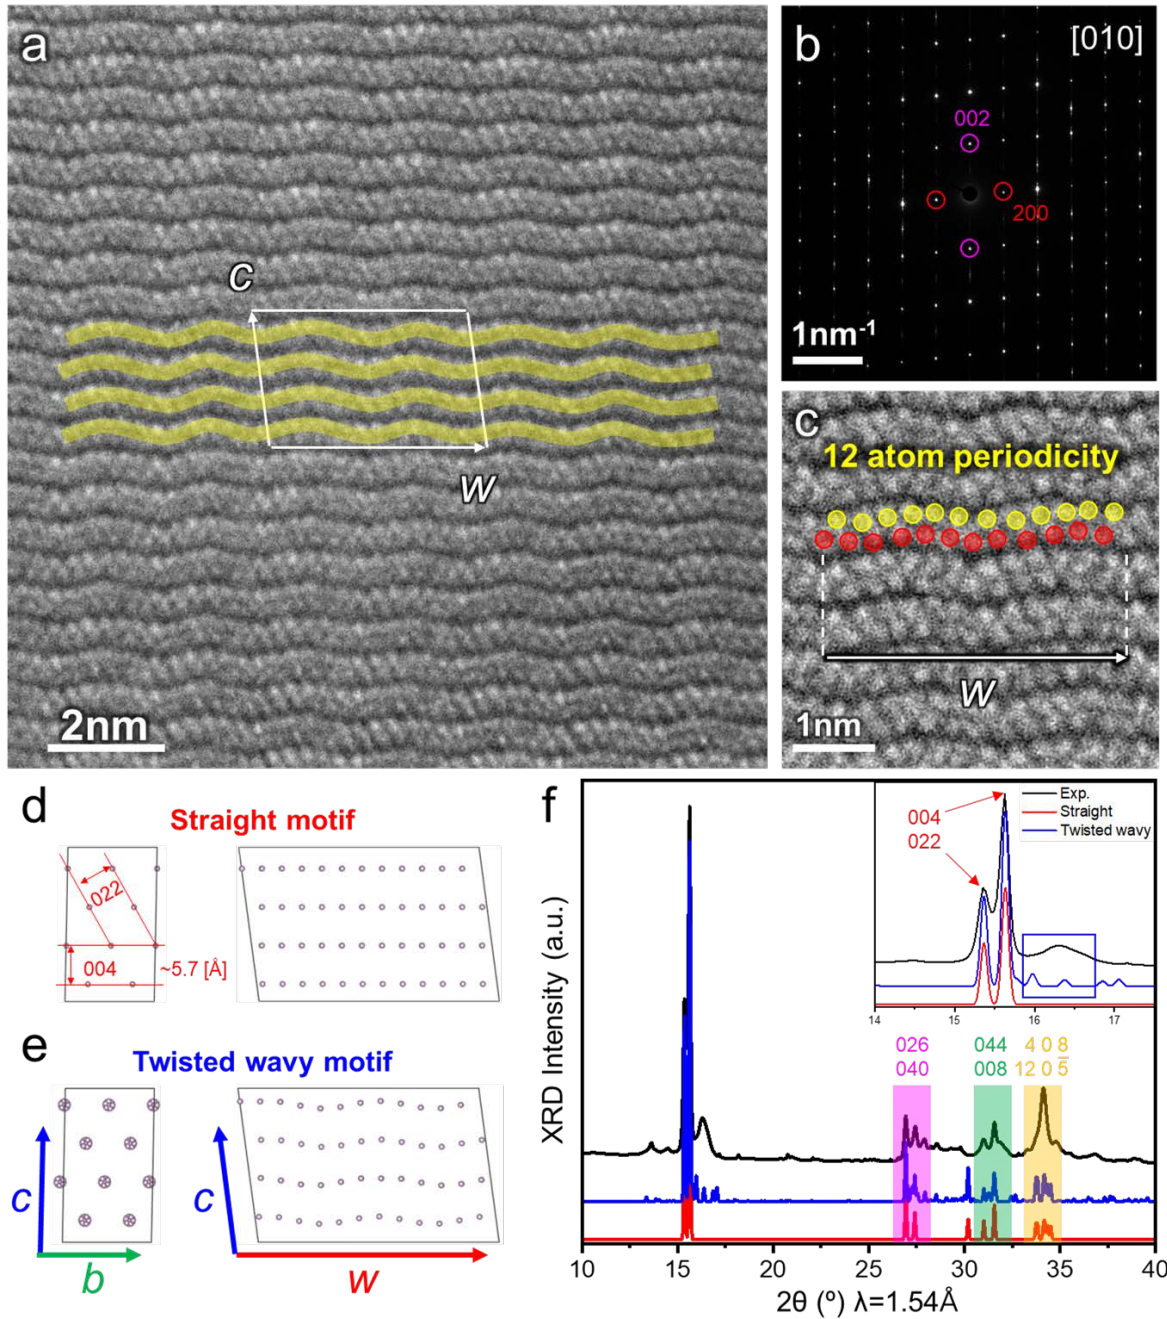 a
c
w
2nm
b
[010]
002
200
1nm-1
c
12 atom periodicity
w
1nm
d
Straight motif
022
004
~5.7 [Å]
e
Twisted wavy motif
c
b
c
w
f
XRD Intensity (a.u.)
004
022
Exp.
Straight
Twisted wavy
14 15 16 17
026
040
044
008
4 0 8
12 0 5̅
10 15 20 25 30 35 40
2θ (º) λ=1.54Å